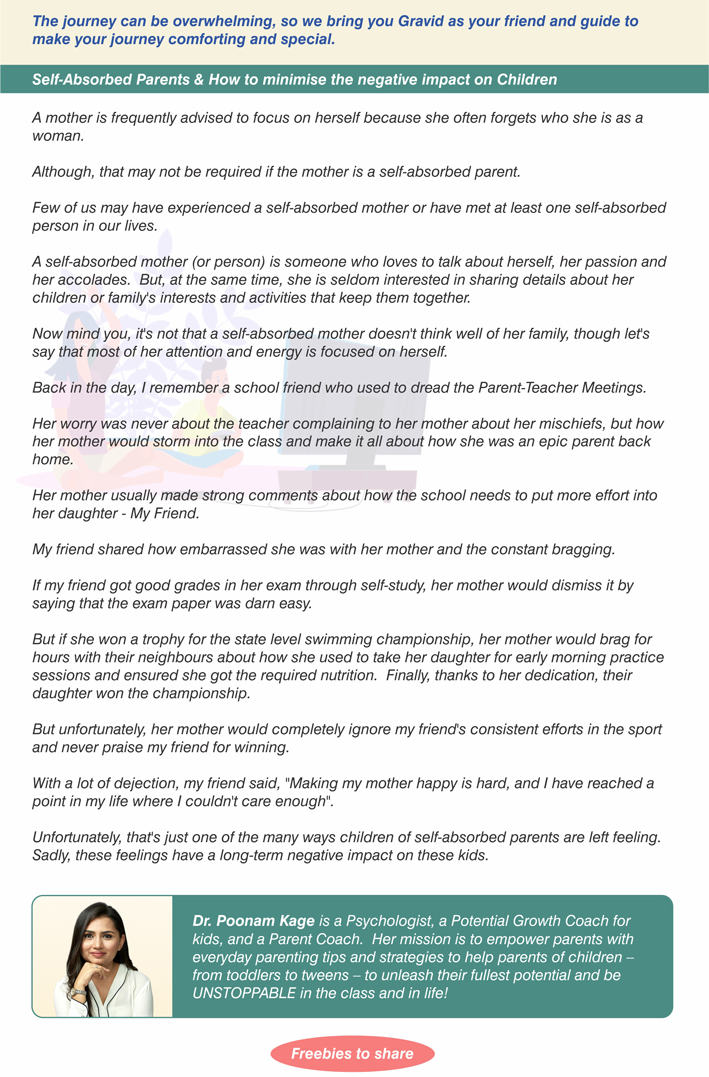 The journey can be overwhelming, so we bring you Gravid as your friend and guide to
make your journey comforting and special.
Self-Absorbed Parents & How to minimise the negative impact on Children
A mother is frequently advised to focus on herself because she often forgets who she is as a
woman.
Although, that may not be required if the mother is a self-absorbed parent.
Few of us may have experienced a self-absorbed mother or have met at least one self-absorbed
person in our lives.
A self-absorbed mother (or person) is someone who loves to talk about herself, her passion and
her accolades.  But, at the same time, she is seldom interested in sharing details about her
children or family's interests and activities that keep them together.
Now mind you, it's not that a self-absorbed mother doesn't think well of her family, though let's
say that most of her attention and energy is focused on herself.
Back in the day, I remember a school friend who used to dread the Parent-Teacher Meetings.
Her worry was never about the teacher complaining to her mother about her mischiefs, but how
her mother would storm into the class and make it all about how she was an epic parent back
home.
Her mother usually made strong comments about how the school needs to put more effort into
her daughter - My Friend.
My friend shared how embarrassed she was with her mother and the constant bragging.
If my friend got good grades in her exam through self-study, her mother would dismiss it by
saying that the exam paper was darn easy.
But if she won a trophy for the state level swimming championship, her mother would brag for
hours with their neighbours about how she used to take her daughter for early morning practice
sessions and ensured she got the required nutrition.  Finally, thanks to her dedication, their
daughter won the championship.
But unfortunately, her mother would completely ignore my friend's consistent efforts in the sport
and never praise my friend for winning.
With a lot of dejection, my friend said, "Making my mother happy is hard, and I have reached a
point in my life where I couldn't care enough".
Unfortunately, that's just one of the many ways children of self-absorbed parents are left feeling.
Sadly, these feelings have a long-term negative impact on these kids.
Dr. Poonam Kage is a Psychologist, a Potential Growth Coach for
kids, and a Parent Coach.  Her mission is to empower parents with
everyday parenting tips and strategies to help parents of children –
from toddlers to tweens – to unleash their fullest potential and be
UNSTOPPABLE in the class and in life!
Freebies to share